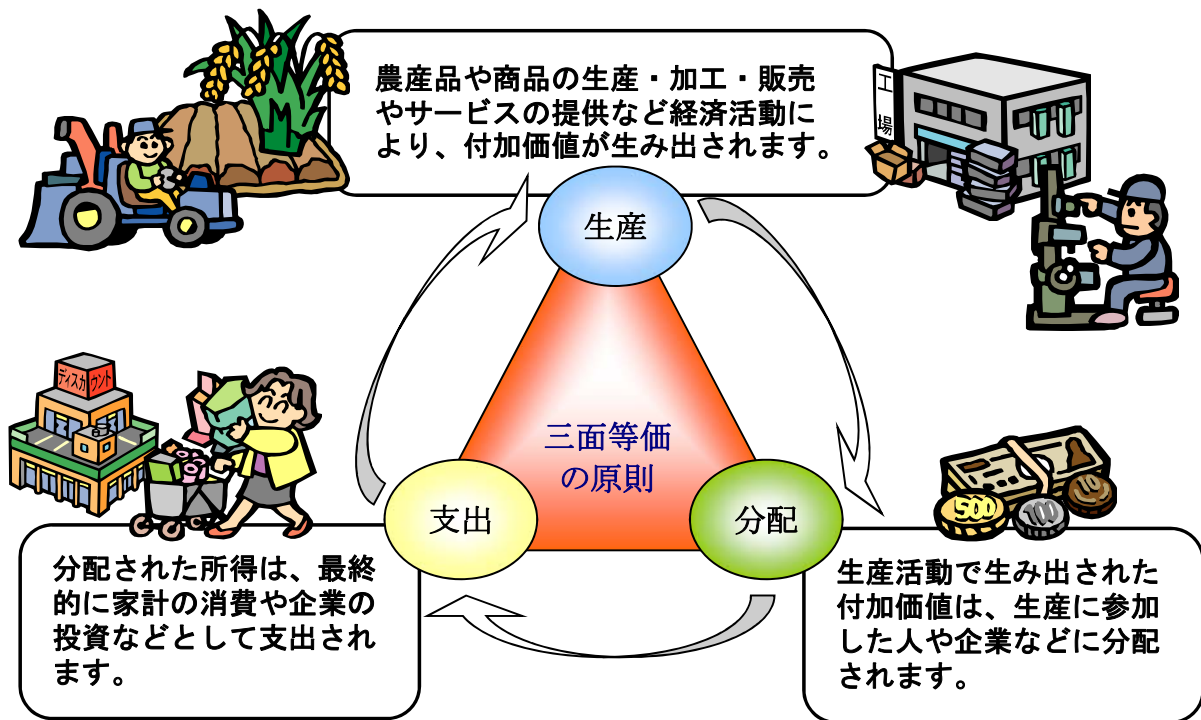 農産品や商品の生産・加工・販売
やサービスの提供など経済活動に
より、付加価値が生み出されます。
工場
生産
ディスカウント
三面等価
の原則
支出
分配
500
100
10
分配された所得は、最終
的に家計の消費や企業の
投資などとして支出され
ます。
生産活動で生み出された
付加価値は、生産に参加
した人や企業などに分配
されます。